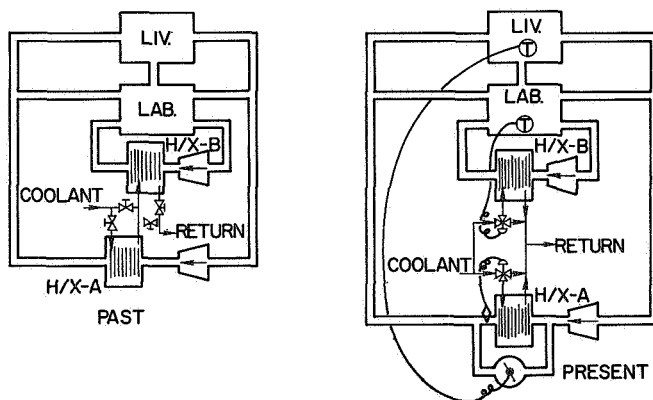 LIV.
LAB.
H/X-B
COOLANT
RETURN
H/X-A
PAST
LIV.
T
LAB.
T
H/X-B
RETURN
COOLANT
H/X-A
PRESENT